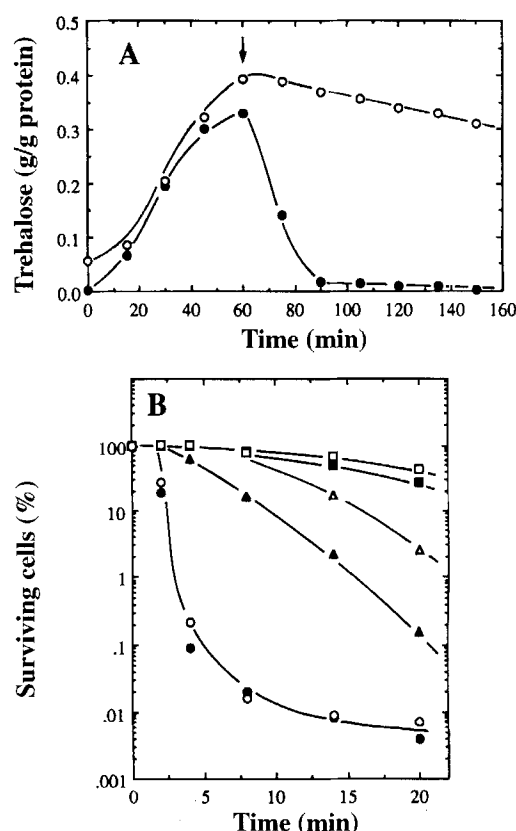 A
Trehalose (g/g protein)
0.5
0.4
0.3
0.2
0.1
0.0
0 20 40 60 80 100 120 140 160
Time (min)
B
Surviving cells (%)
100
10
1
.1
.01
.001
0 5 10 15 20
Time (min)